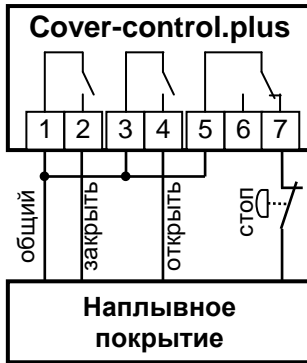 Cover-control.plus
1 2 3 4 5 6 7
общий
закрыть
открыть
стоп
Наплывное
покрытие